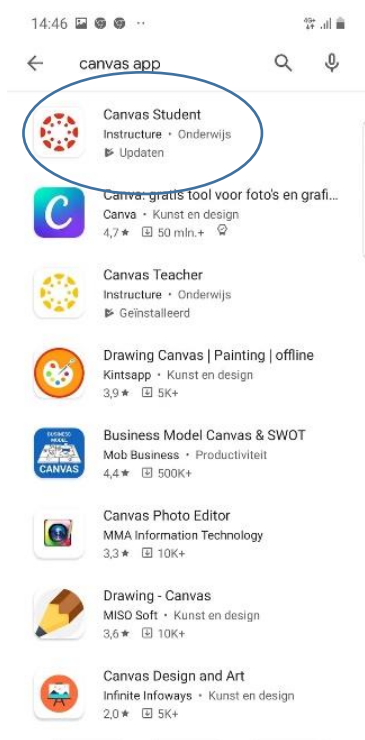 14:46
4G+
canvas app
Canvas Student
Instructure • Onderwijs
Updaten
Canva: gratis tool voor foto's en grafi...
Canva • Kunst en design
4,7★ 50 mln.+
Canvas Teacher
Instructure • Onderwijs
Geïnstalleerd
Drawing Canvas | Painting | offline
Kintsapp • Kunst en design
3,9★ 5K+
BUSINESS
MODEL
CANVAS
Business Model Canvas & SWOT
Mob Business • Productiviteit
4,4★ 500K+
Canvas Photo Editor
MMA Information Technology
3,3★ 10K+
Drawing - Canvas
MISO Soft • Kunst en design
3,6★ 10K+
Canvas Design and Art
Infinite Infoways • Kunst en design
2,0★ 5K+